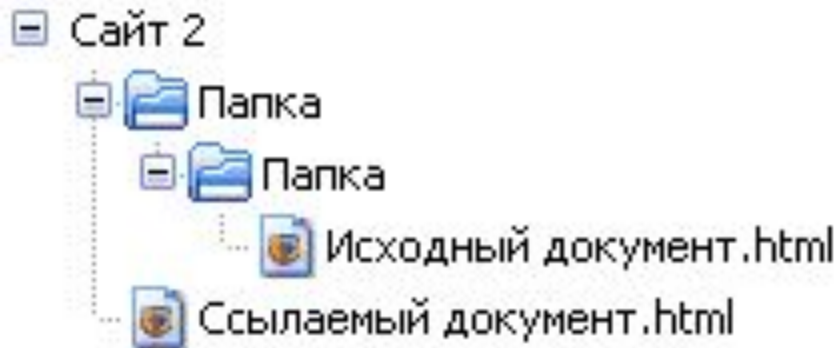 Сайт 2
Папка
Папка
Исходный документ.html
Ссылаемый документ.html